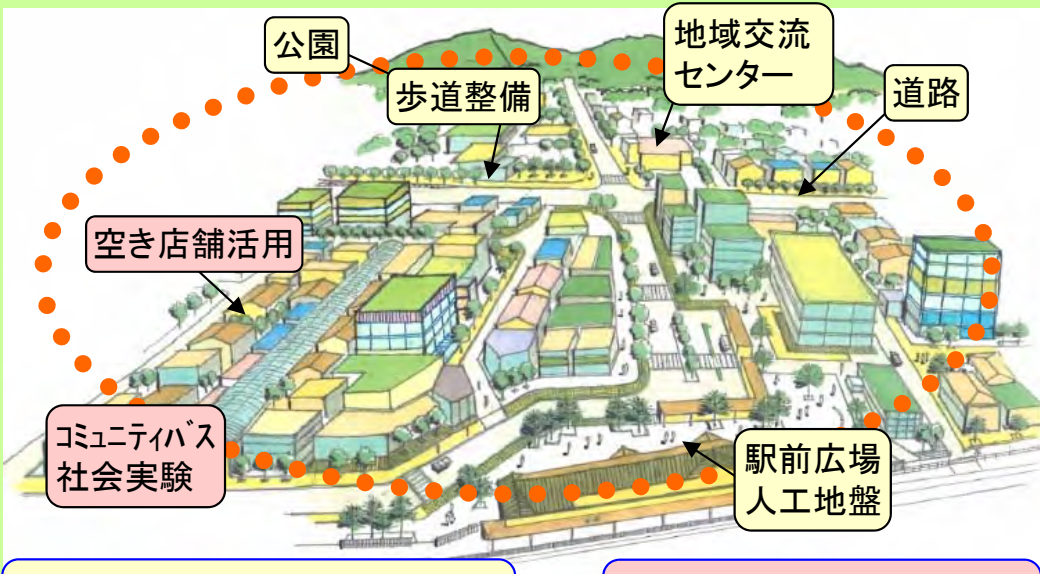 公園
歩道整備
地域交流
センター
道路
空き店舗活用
コミュニティバス
社会実験
駅前広場
人工地盤